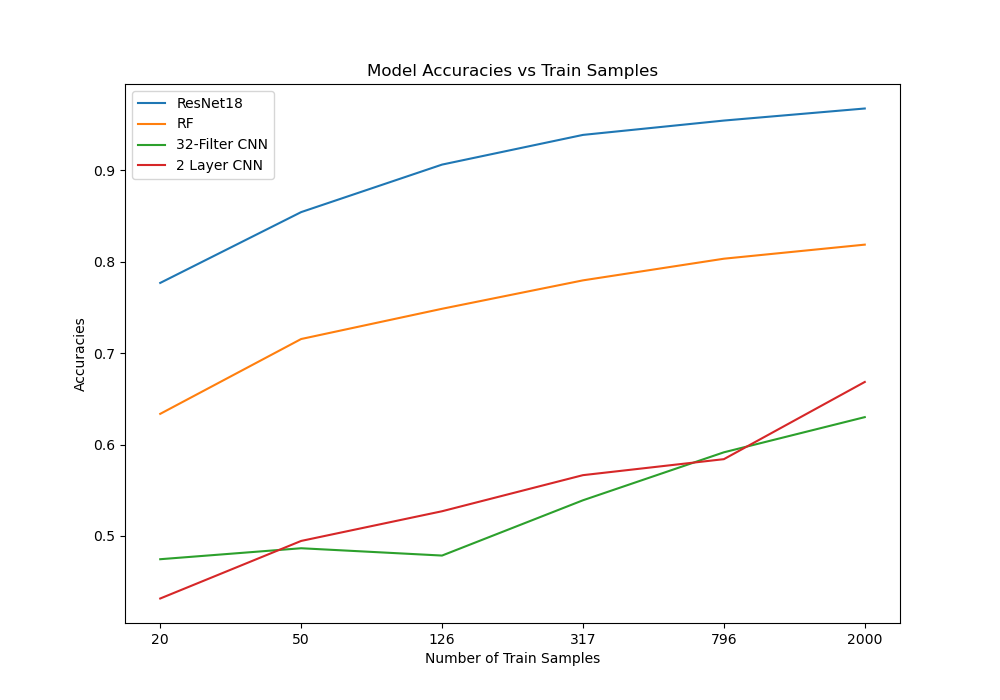 Model Accuracies vs Train Samples
ResNet18
RF
32-Filter CNN
2 Layer CNN
0.9
0.8
0.7
0.6
0.5
Accuracies
20 50 126 317 796 2000
Number of Train Samples